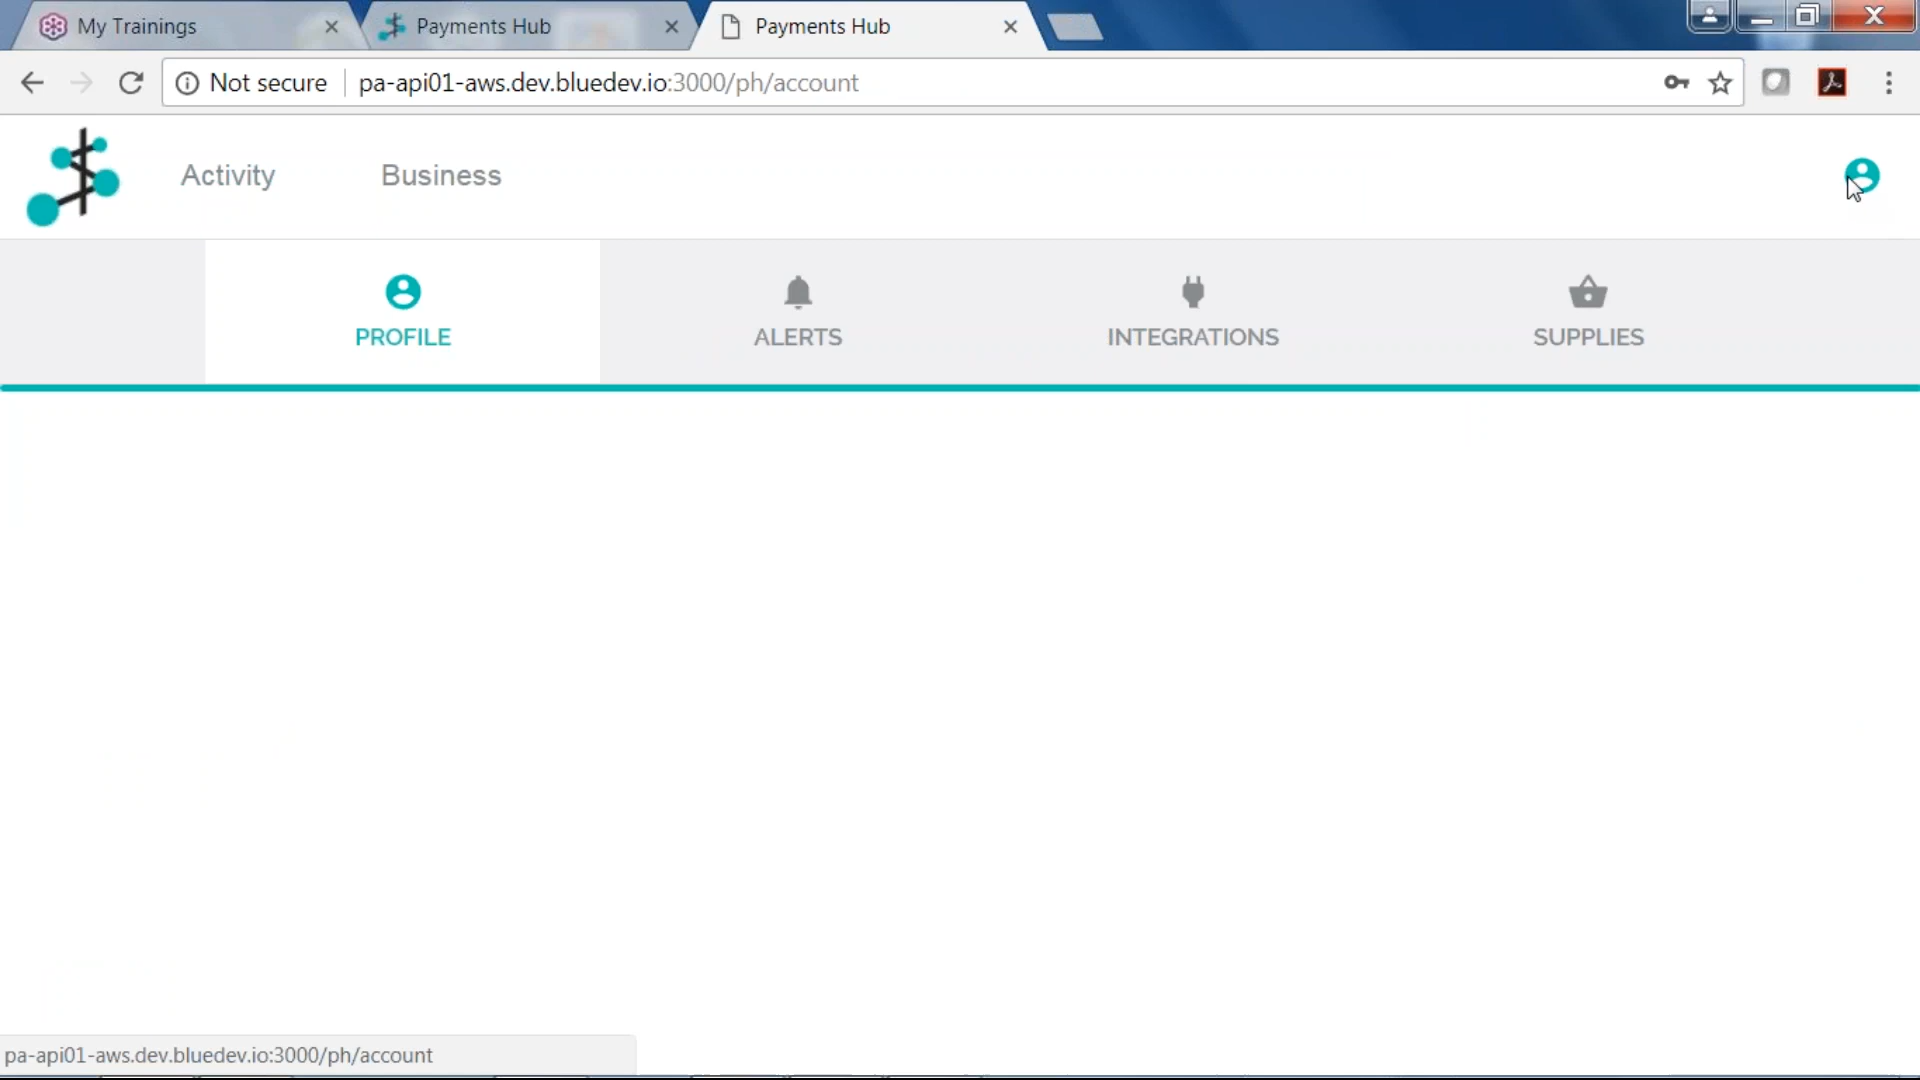 My Trainings
Payments Hub
Payments Hub
Not secure
pa-api01-aws.dev.bluedev.io:3000/ph/account
Activity
Business
PROFILE
ALERTS
INTEGRATIONS
SUPPLIES
pa-api01-aws.dev.bluedev.io:3000/ph/account